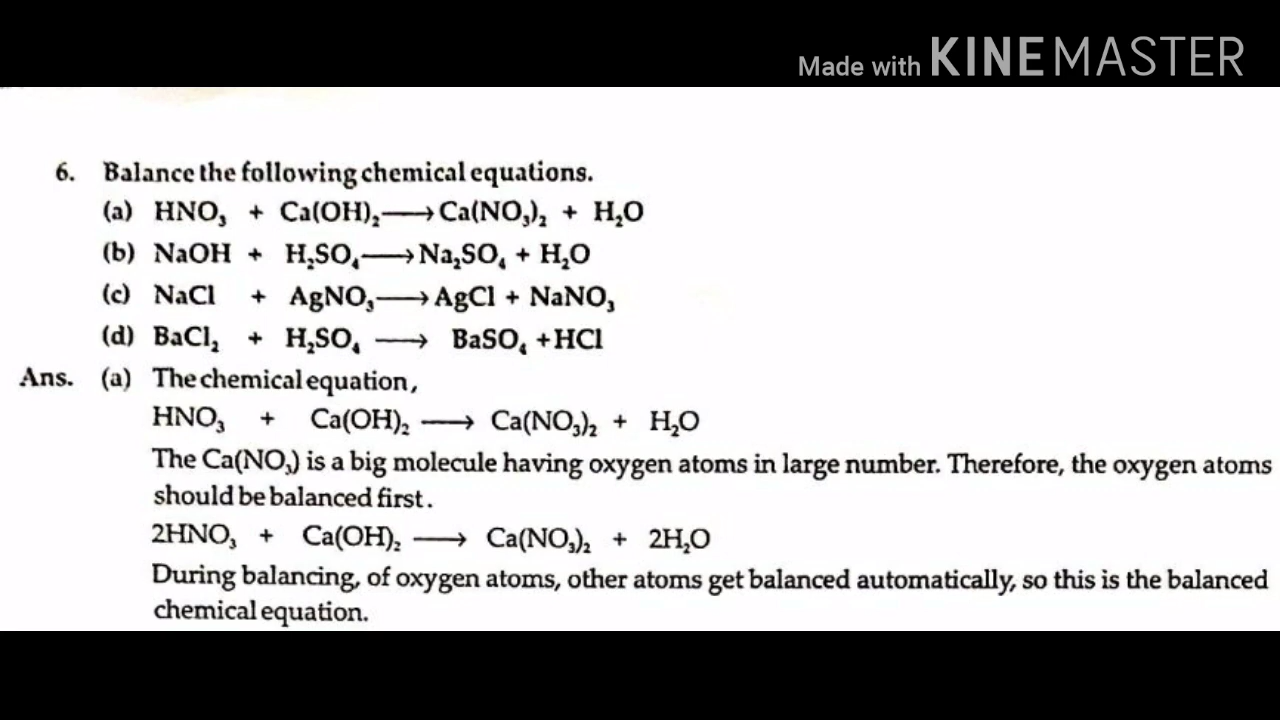 Made with KINEMASTER
6. Balance the following chemical equations.
(a) HNO₃ + Ca(OH)₂⟶Ca(NO₃)₂ + H₂O
(b) NaOH + H₂SO₄⟶Na₂SO₄ + H₂O
(c) NaCl + AgNO₃⟶AgCl + NaNO₃
(d) BaCl₂ + H₂SO₄ ⟶ BaSO₄ +HCl
Ans. (a) The chemical equation,
HNO₃ + Ca(OH)₂ ⟶ Ca(NO₃)₂ + H₂O
The Ca(NO₃) is a big molecule having oxygen atoms in large number. Therefore, the oxygen atoms
should be balanced first.
2HNO₃ + Ca(OH)₂ ⟶ Ca(NO₃)₂ + 2H₂O
During balancing, of oxygen atoms, other atoms get balanced automatically, so this is the balanced
chemical equation.